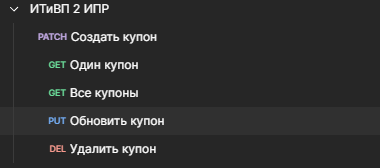 ИТиВП 2 ИПР
PATCH Создать купон
GET Один купон
GET Все купоны
PUT Обновить купон
DEL Удалить купон